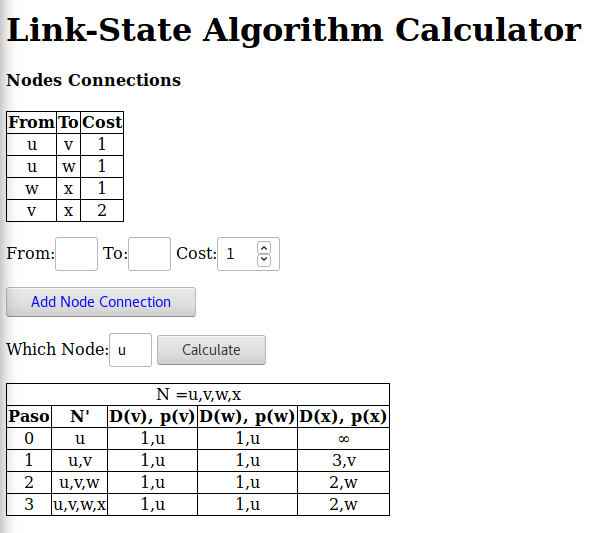 Link-State Algorithm Calculator
Nodes Connections
From To Cost
u v 1
u w 1
w x 1
v x 2
From: To: Cost: 1
Add Node Connection
Which Node: u Calculate
N =u,v,w,x
Paso N' D(v), p(v) D(w), p(w) D(x), p(x)
0 u 1,u 1,u ∞
1 u,v 1,u 1,u 3,v
2 u,v,w 1,u 1,u 2,w
3 u,v,w,x 1,u 1,u 2,w